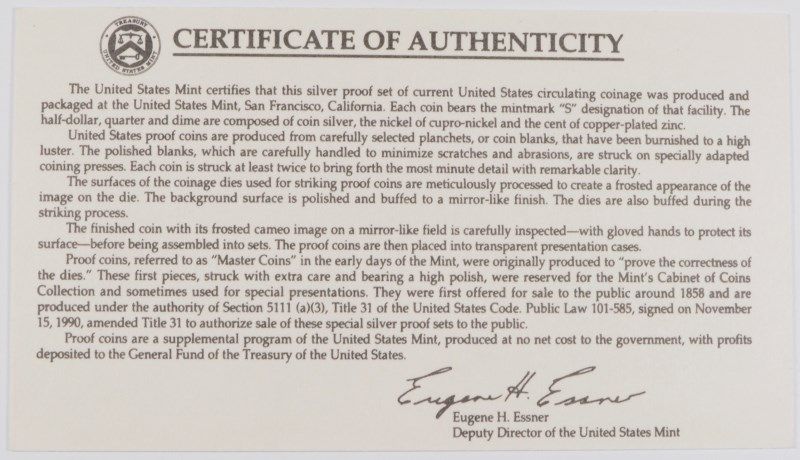 TREASURY
UNITED STATES MINT
CERTIFICATE OF AUTHENTICITY
The United States Mint certifies that this silver proof set of current United States circulating coinage was produced and
packaged at the United States Mint, San Francisco, California. Each coin bears the mintmark "S" designation of that facility. The
half-dollar, quarter and dime are composed of coin silver, the nickel of cupro-nickel and the cent of copper-plated zinc.
United States proof coins are produced from carefully selected planchets, or coin blanks, that have been burnished to a high
luster. The polished blanks, which are carefully handled to minimize scratches and abrasions, are struck on specially adapted
coining presses. Each coin is struck at least twice to bring forth the most minute detail with remarkable clarity.
The surfaces of the coinage dies used for striking proof coins are meticulously processed to create a frosted appearance of the
image on the die. The background surface is polished and buffed to a mirror-like finish. The dies are also buffed during the
striking process.
The finished coin with its frosted cameo image on a mirror-like field is carefully inspected—with gloved hands to protect its
surface—before being assembled into sets. The proof coins are then placed into transparent presentation cases.
Proof coins, referred to as "Master Coins" in the early days of the Mint, were originally produced to "prove the correctness of
the dies." These first pieces, struck with extra care and bearing a high polish, were reserved for the Mint's Cabinet of Coins
Collection and sometimes used for special presentations. They were first offered for sale to the public around 1858 and are
produced under the authority of Section 5111 (a)(3), Title 31 of the United States Code. Public Law 101-585, signed on November
15, 1990, amended Title 31 to authorize sale of these special silver proof sets to the public.
Proof coins are a supplemental program of the United States Mint, produced at no net cost to the government, with profits
deposited to the General Fund of the Treasury of the United States.
Eugene H. Essner
Eugene H. Essner
Deputy Director of the United States Mint